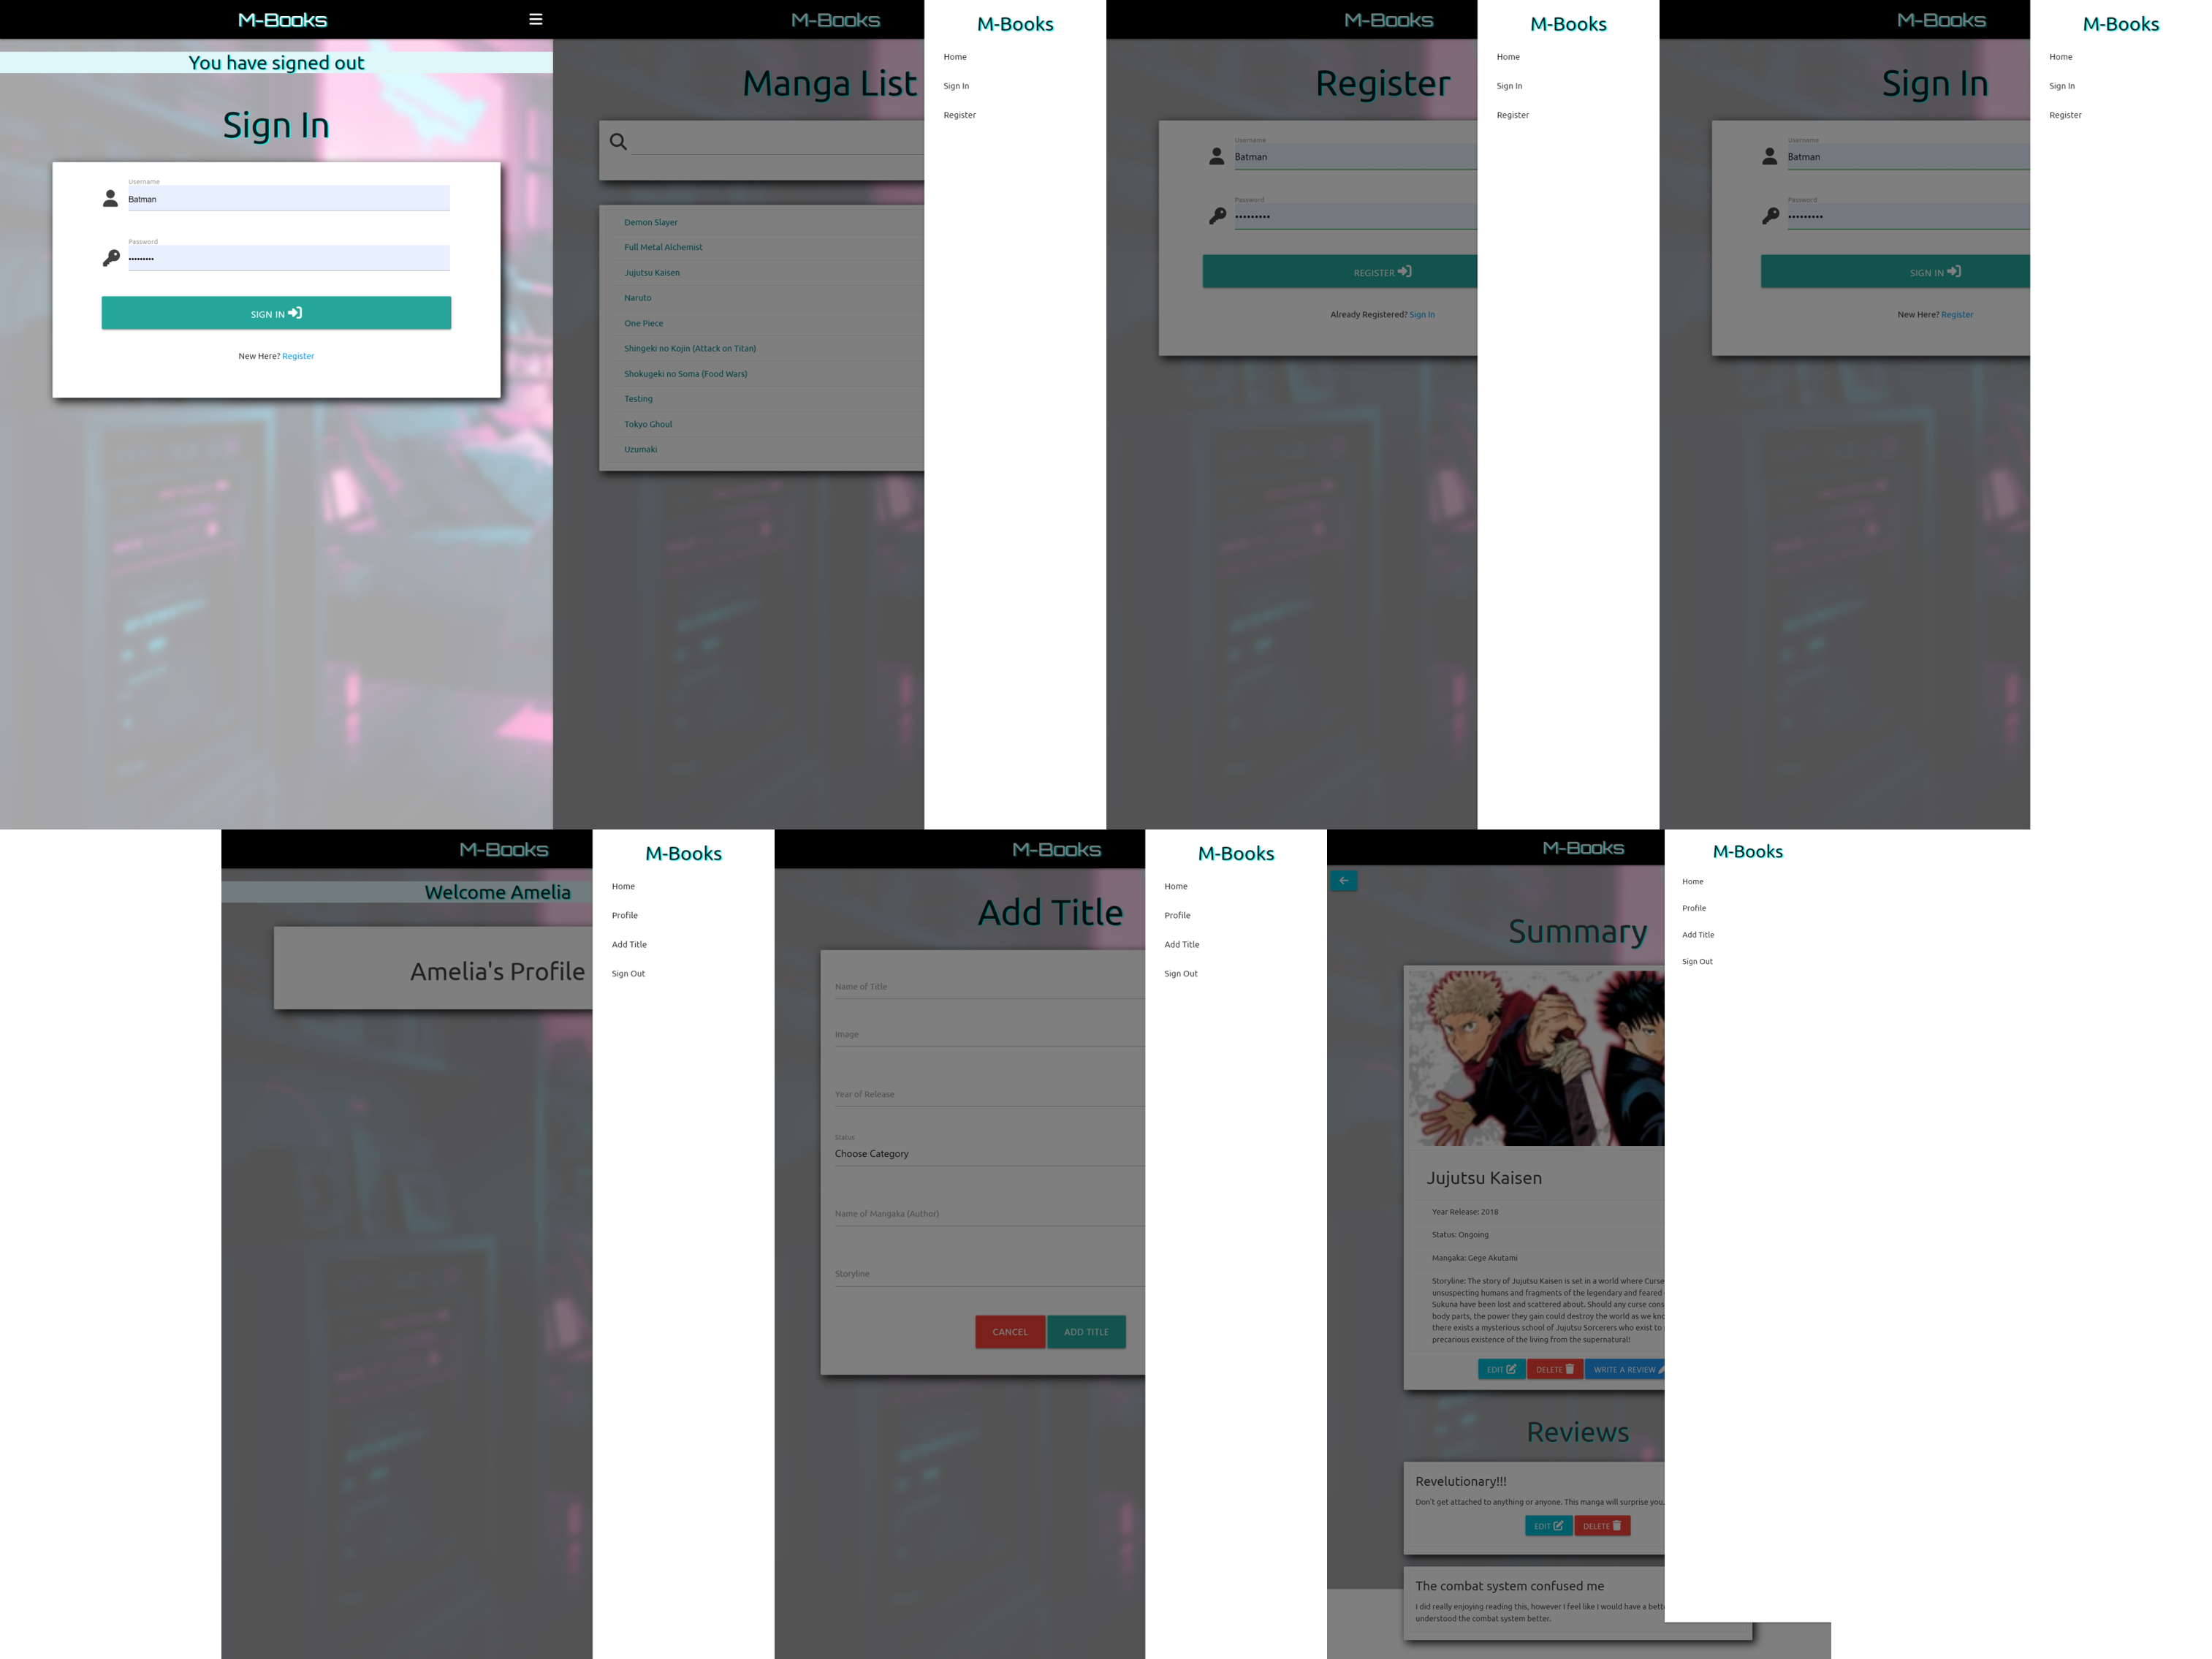 M-Books
You have signed out
Sign In
Username
Batman
Password
•••••••••
SIGN IN
New Here? Register
M-Books
Manga List
Demon Slayer
Full Metal Alchemist
Jujutsu Kaisen
Naruto
One Piece
Shingeki no Kojin (Attack on Titan)
Shokugeki no Soma (Food Wars)
Testing
Tokyo Ghoul
Uzumaki
M-Books
Home
Sign In
Register
M-Books
Register
Username
Batman
Password
•••••••••
REGISTER
Already Registered? Sign In
M-Books
Home
Sign In
Register
M-Books
Sign In
Username
Batman
Password
•••••••••
SIGN IN
New Here? Register
M-Books
Home
Sign In
Register
M-Books
Welcome Amelia
Amelia's Profile
M-Books
Home
Profile
Add Title
Sign Out
M-Books
Add Title
Name of Title
Image
Year of Release
Status
Choose Category
Name of Mangaka (Author)
Storyline
CANCEL ADD TITLE
M-Books
Home
Profile
Add Title
Sign Out
M-Books
Summary
Jujutsu Kaisen
Year Release: 2018
Status: Ongoing
Mangaka: Gege Akutami
Storyline: The story of Jujutsu Kaisen is set in a world where Curse
unsuspecting humans and fragments of the legendary and feared
Sukuna have been lost and scattered about. Should any curse cons
body parts, the power they gain could destroy the world as we kno
there exists a mysterious school of Jujutsu Sorcerers who exist to
precarious existence of the living from the supernatural!
EDIT DELETE WRITE A REVIEW
Reviews
Revelutionary!!!
Don't get attached to anything or anyone. This manga will surprise you.
EDIT DELETE
The combat system confused me
I did really enjoying reading this, however I feel like I would have a bett
understood the combat system better.
M-Books
Home
Profile
Add Title
Sign Out